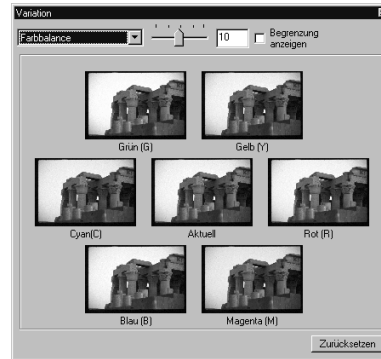 Variation
Farbbalance 10 Begrenzung
anzeigen
Grün (G) Gelb (Y)
Cyan(C) Aktuell Rot (R)
Blau (B) Magenta (M)
Zurücksetzen